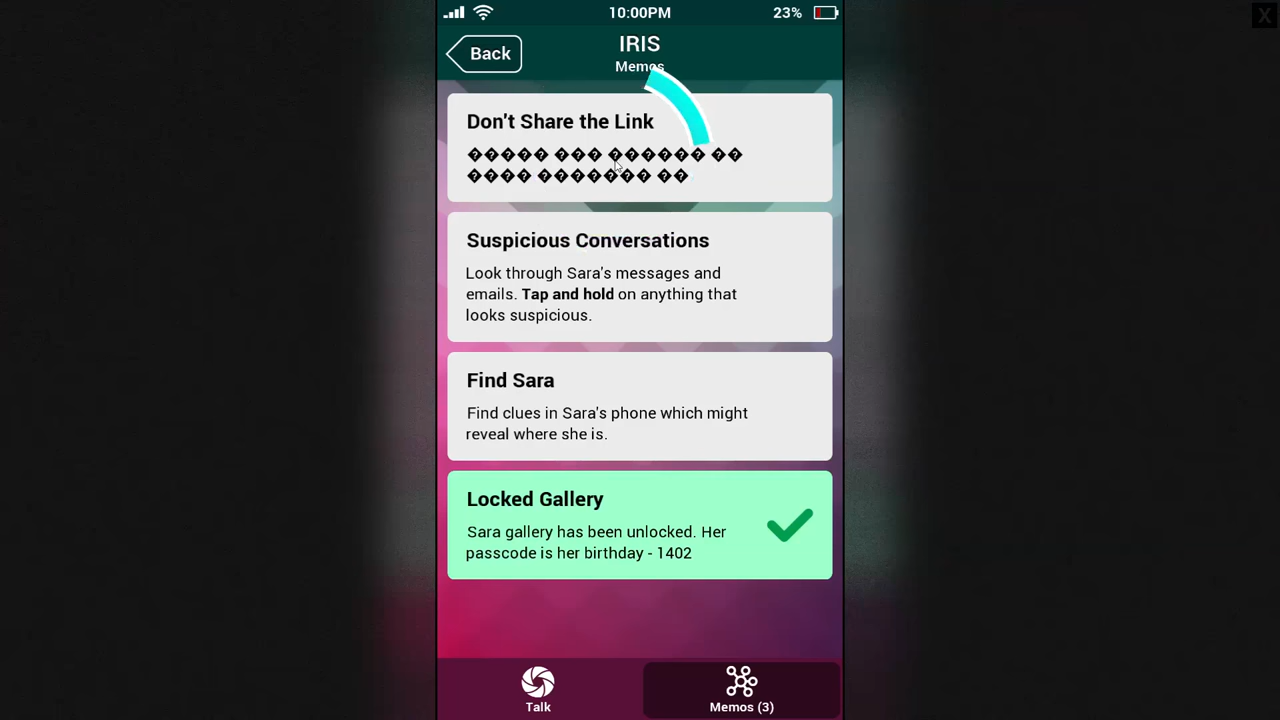 10:00PM
23%
X
Back
IRIS
Memos
Don't Share the Link
����� ��� ������ ��
���� ������� ��
Suspicious Conversations
Look through Sara's messages and
emails. Tap and hold on anything that
looks suspicious.
Find Sara
Find clues in Sara's phone which might
reveal where she is.
Locked Gallery
Sara gallery has been unlocked. Her
passcode is her birthday - 1402
Talk
Memos (3)